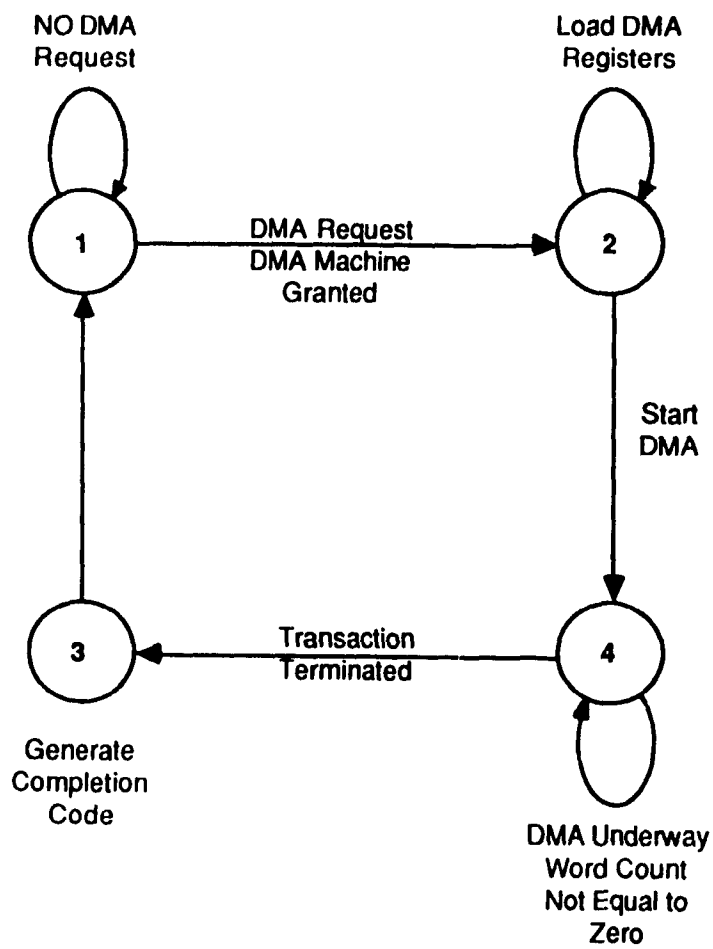 NO DMA
Request
Load DMA
Registers
1
DMA Request
DMA Machine
Granted
2
Start
DMA
3
Transaction
Terminated
4
Generate
Completion
Code
DMA Underway
Word Count
Not Equal to
Zero